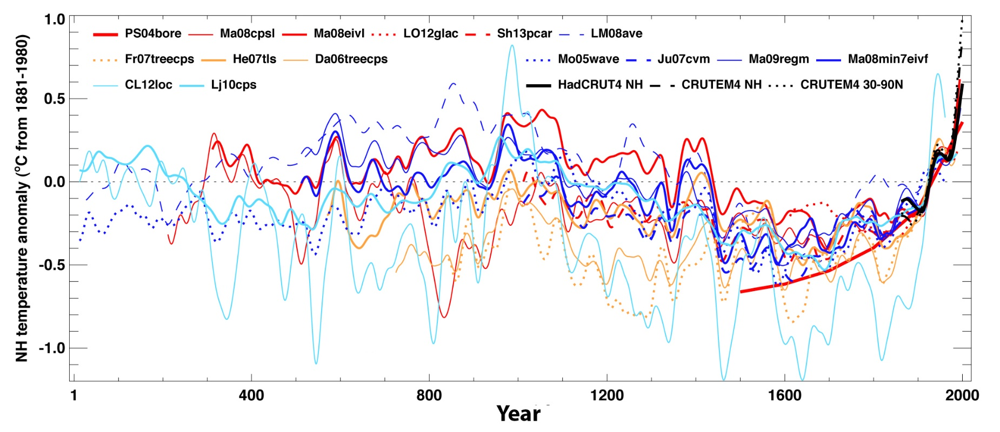 NH temperature anomaly (°C from 1881-1980)
1.0
0.5
0.0
-0.5
-1.0
PS04bore Ma08cpsl Ma08eivl LO12glac Sh13pcar LM08ave
Fr07treecps He07tls Da06treecps Mo05wave Ju07cvm Ma09regm Ma08min7eivf
CL12loc Lj10cps HadCRUT4 NH CRUTEM4 NH CRUTEM4 30-90N
1 400 800 1200 1600 2000
Year